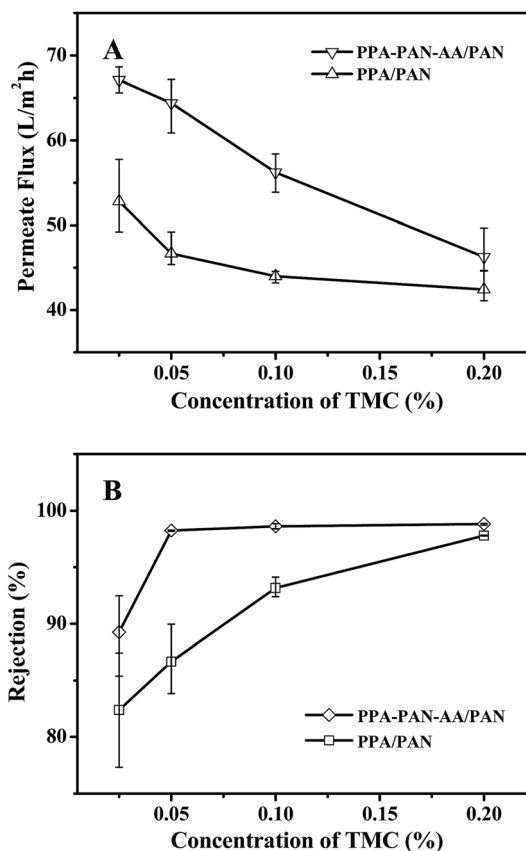 A
PPA-PAN-AA/PAN
PPA/PAN
70
60
50
40
Permeate Flux (L/m²h)
0.05 0.10 0.15 0.20
Concentration of TMC (%)
B
100
90
80
Rejection (%)
PPA-PAN-AA/PAN
PPA/PAN
0.05 0.10 0.15 0.20
Concentration of TMC (%)